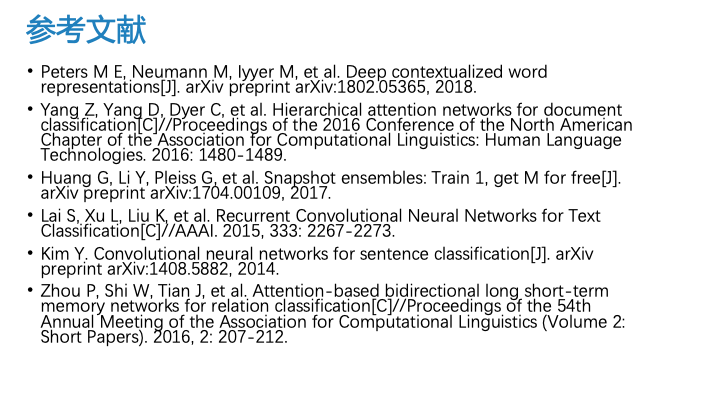 参考文献
• Peters M E, Neumann M, Iyyer M, et al. Deep contextualized word
representations[J]. arXiv preprint arXiv:1802.05365, 2018.
• Yang Z, Yang D, Dyer C, et al. Hierarchical attention networks for document
classification[C]//Proceedings of the 2016 Conference of the North American
Chapter of the Association for Computational Linguistics: Human Language
Technologies. 2016: 1480-1489.
• Huang G, Li Y, Pleiss G, et al. Snapshot ensembles: Train 1, get M for free[J].
arXiv preprint arXiv:1704.00109, 2017.
• Lai S, Xu L, Liu K, et al. Recurrent Convolutional Neural Networks for Text
Classification[C]//AAAI. 2015, 333: 2267-2273.
• Kim Y. Convolutional neural networks for sentence classification[J]. arXiv
preprint arXiv:1408.5882, 2014.
• Zhou P, Shi W, Tian J, et al. Attention-based bidirectional long short-term
memory networks for relation classification[C]//Proceedings of the 54th
Annual Meeting of the Association for Computational Linguistics (Volume 2:
Short Papers). 2016, 2: 207-212.